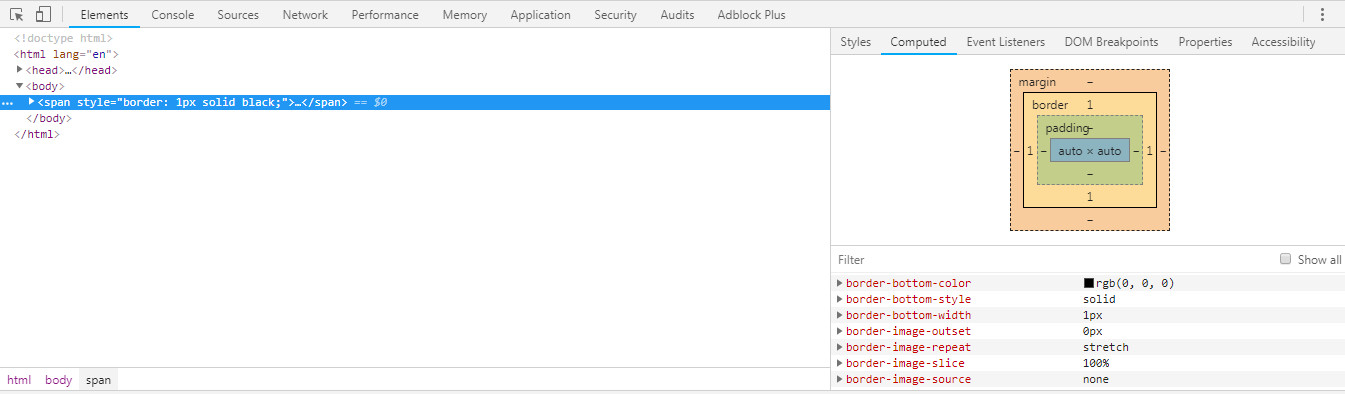 Elements Console Sources Network Performance Memory Application Security Audits Adblock Plus
<!doctype html>
<html lang="en">
<head>…</head>
<body>
<span style="border: 1px solid black;">…</span> == $0
</body>
</html>
html body span
Styles Computed Event Listeners DOM Breakpoints Properties Accessibility
margin –
border 1
padding –
– 1 – auto × auto – 1 –
–
1
–
Filter Show all
border-bottom-color rgb(0, 0, 0)
border-bottom-style solid
border-bottom-width 1px
border-image-outset 0px
border-image-repeat stretch
border-image-slice 100%
border-image-source none